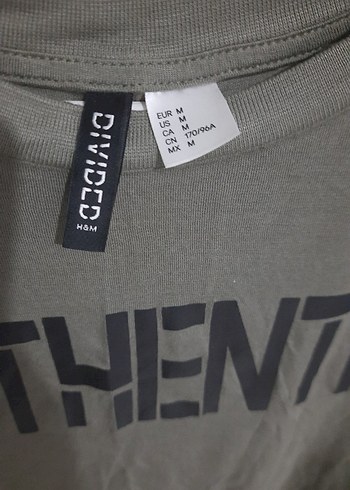 DIVIDED
H&M
EUR M
US M
CA M
CN 170/96A
MX M
THENT